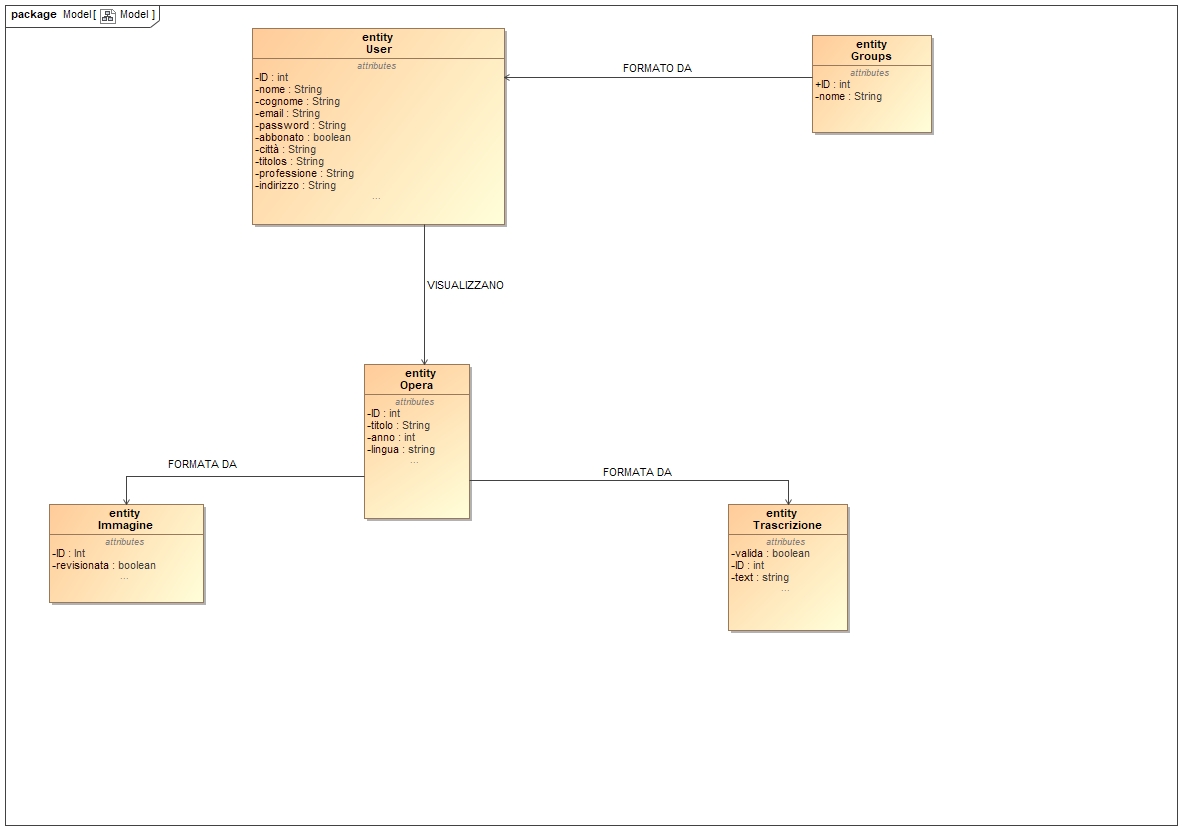 package Model[ Model ]
entity
User
attributes
-ID : int
-nome : String
-cognome : String
-email : String
-password : String
-abbonato : boolean
-città : String
-titolos : String
-professione : String
-indirizzo : String
...
FORMATO DA
entity
Groups
attributes
+ID : int
-nome : String
VISUALIZZANO
entity
Opera
attributes
-ID : int
-titolo : String
-anno : int
-lingua : string
...
FORMATA DA
FORMATA DA
entity
Immagine
attributes
-ID : Int
-revisionata : boolean
...
entity
Trascrizione
attributes
-valida : boolean
-ID : int
-text : string
...